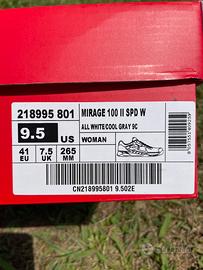 218995 801
MIRAGE 100 II SPD W
ALL WHITE/COOL GRAY 9C
9.5 US
WOMAN
41 EU
7.5 UK
265 MM
CN218995801 9.502E